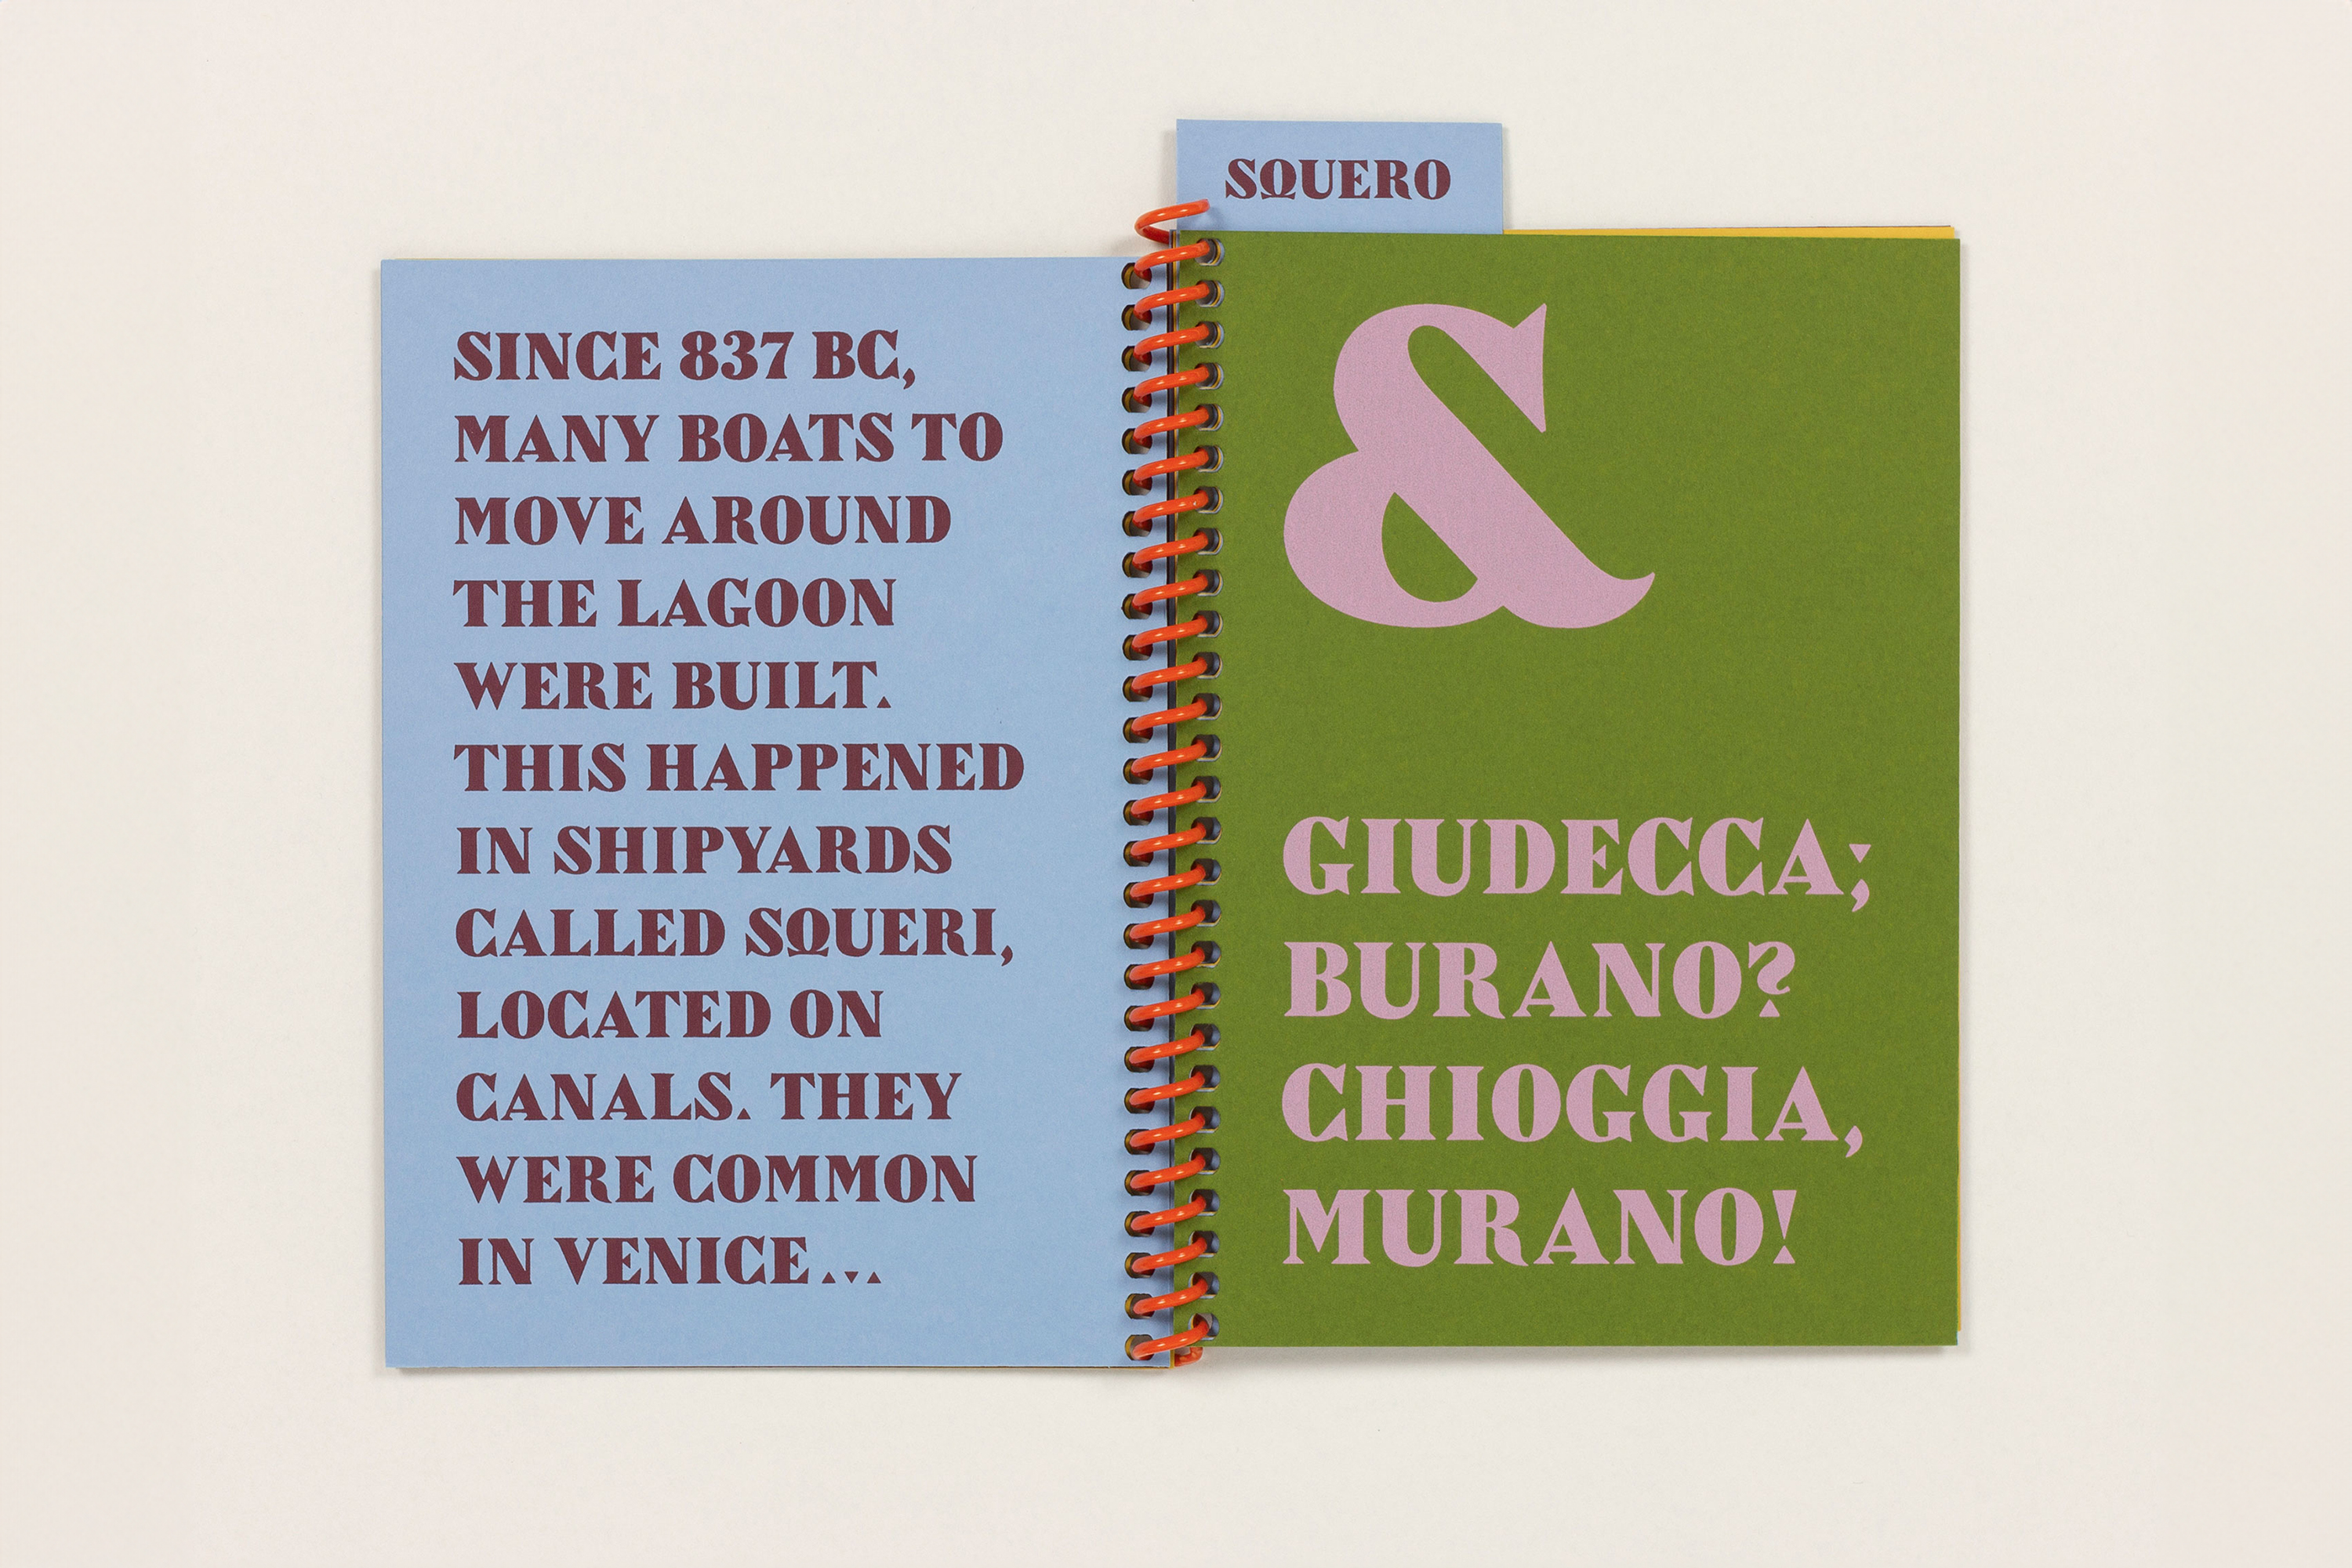 SQUERO
SINCE 837 BC,
MANY BOATS TO
MOVE AROUND
THE LAGOON
WERE BUILT.
THIS HAPPENED
IN SHIPYARDS
CALLED SQUERI,
LOCATED ON
CANALS. THEY
WERE COMMON
IN VENICE...
&
GIUDECCA;
BURANO?
CHIOGGIA,
MURANO!